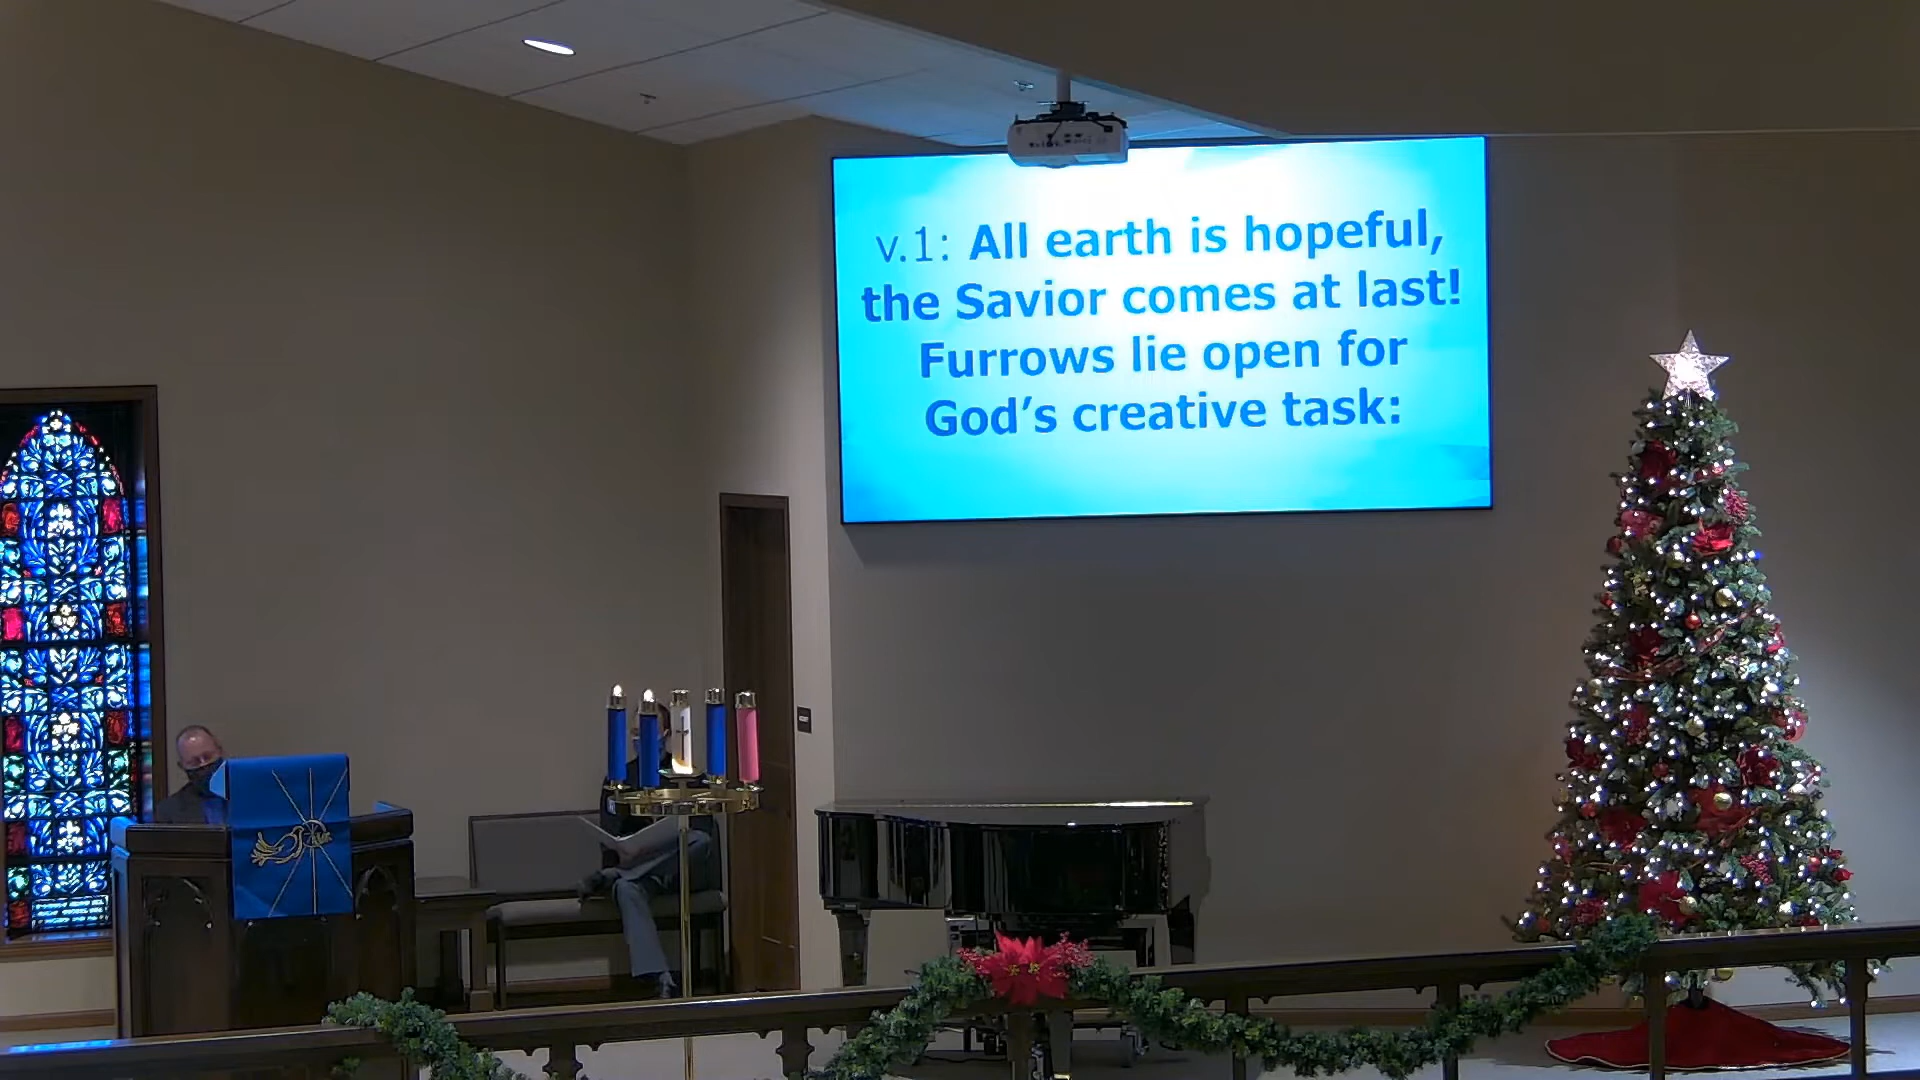 v.1: All earth is hopeful,
the Savior comes at last!
Furrows lie open for
God's creative task: